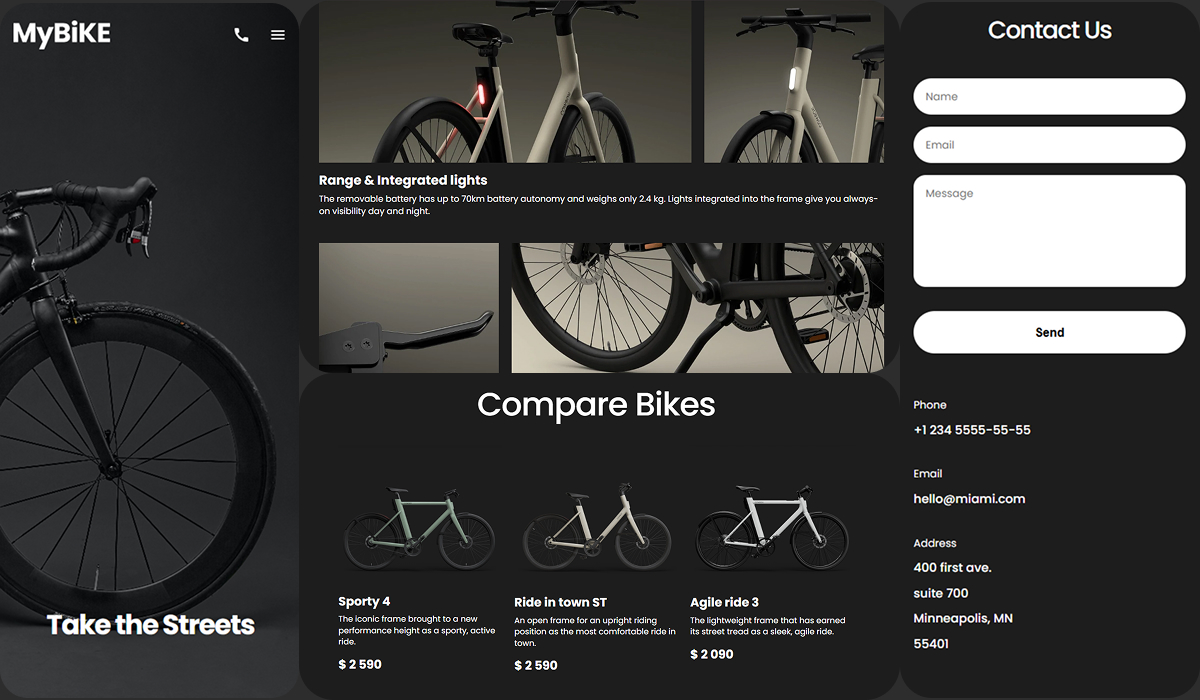 MyBiKE
Take the Streets
Range & Integrated lights
The removable battery has up to 70km battery autonomy and weighs only 2.4 kg. Lights integrated into the frame give you always-
on visibility day and night.
Compare Bikes
Sporty 4
The iconic frame brought to a new
performance height as a sporty, active
ride.
$ 2 590
Ride in town ST
An open frame for an upright riding
position as the most comfortable ride in
town.
$ 2 590
Agile ride 3
The lightweight frame that has earned
its street tread as a sleek, agile ride.
$ 2 090
Contact Us
Name
Email
Message
Send
Phone
+1 234 5555-55-55
Email
hello@miami.com
Address
400 first ave.
suite 700
Minneapolis, MN
55401